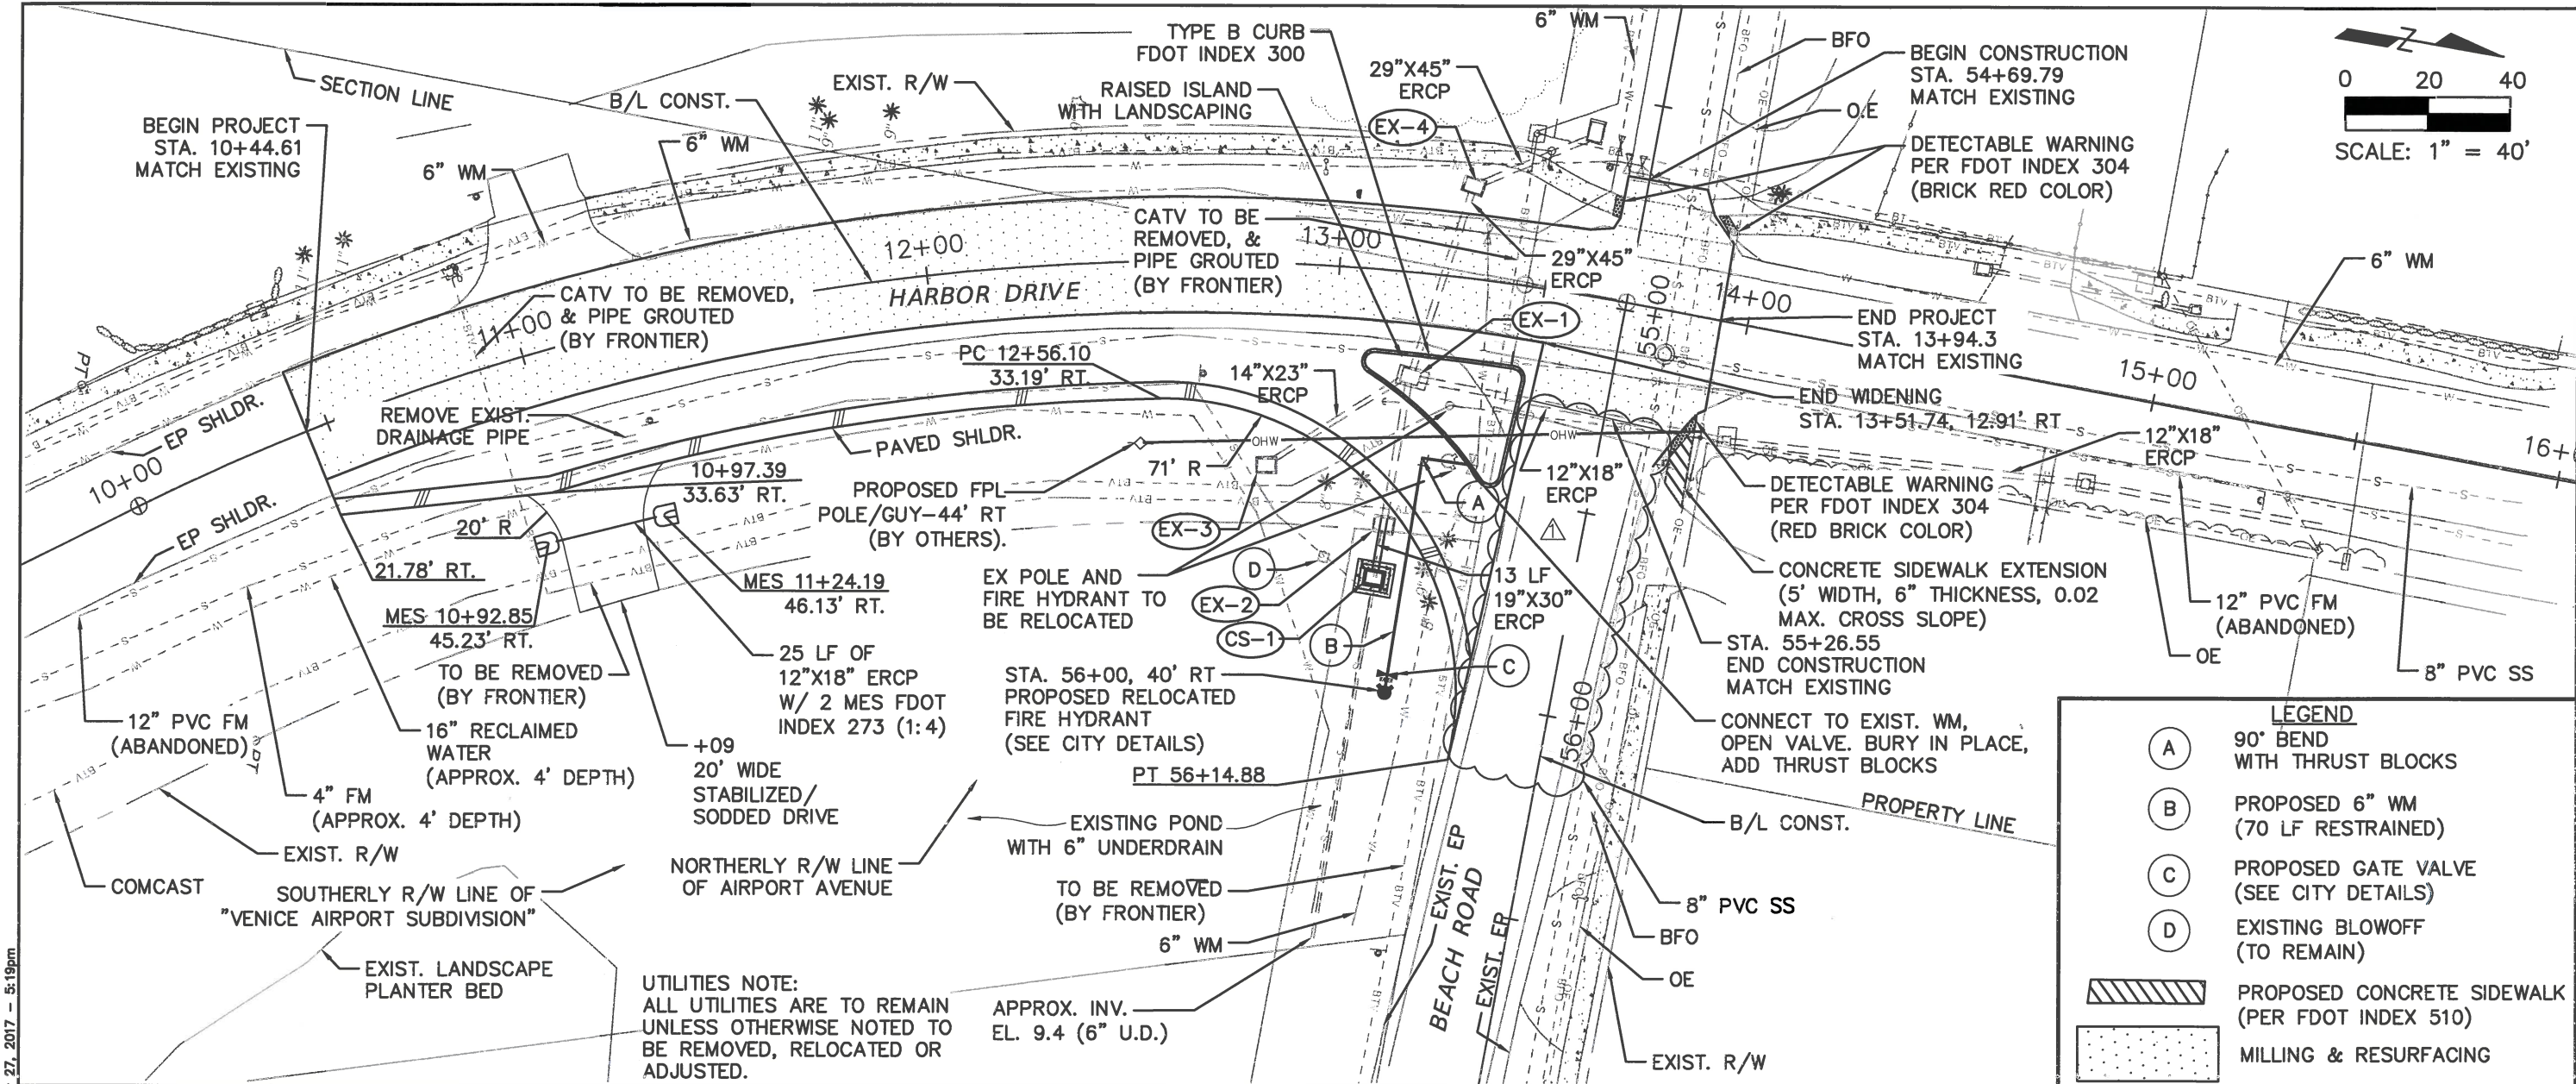 SECTION LINE
BEGIN PROJECT
STA. 10+44.61
MATCH EXISTING
6" WM
B/L CONST.
6" WM
EXIST. R/W
TYPE B CURB
FDOT INDEX 300
RAISED ISLAND
WITH LANDSCAPING
29"X45"
ERCP
EX-4
6" WM
BFO
O.E
BEGIN CONSTRUCTION
STA. 54+69.79
MATCH EXISTING
DETECTABLE WARNING
PER FDOT INDEX 304
(BRICK RED COLOR)
Z
0 20 40
SCALE: 1" = 40'
CATV TO BE
REMOVED, &
PIPE GROUTED
(BY FRONTIER)
29"X45"
ERCP
EX-1
10+00
11+00
12+00
13+00
14+00
15+00
55+00
56+00
HARBOR DRIVE
CATV TO BE REMOVED,
& PIPE GROUTED
(BY FRONTIER)
6" WM
END PROJECT
STA. 13+94.3
MATCH EXISTING
END WIDENING
STA. 13+51.74, 12.91' RT
12"X18"
ERCP
PC 12+56.10
33.19' RT.
14"X23"
ERCP
REMOVE EXIST.
DRAINAGE PIPE
PAVED SHLDR.
EP SHLDR.
EP SHLDR.
10+97.39
33.63' RT.
71' R
OHW
OHW
PROPOSED FPL
POLE/GUY-44' RT
(BY OTHERS).
EX-3
A
12"X18"
ERCP
1
DETECTABLE WARNING
PER FDOT INDEX 304
(RED BRICK COLOR)
20' R
21.78' RT.
MES 11+24.19
46.13' RT.
MES 10+92.85
45.23' RT.
EX POLE AND
FIRE HYDRANT TO
BE RELOCATED
D
EX-2
CS-1
B
13 LF
19"X30"
ERCP
C
CONCRETE SIDEWALK EXTENSION
(5' WIDTH, 6" THICKNESS, 0.02
MAX. CROSS SLOPE)
12" PVC FM
(ABANDONED)
OE
8" PVC SS
STA. 55+26.55
END CONSTRUCTION
MATCH EXISTING
TO BE REMOVED
(BY FRONTIER)
25 LF OF
12"X18" ERCP
W/ 2 MES FDOT
INDEX 273 (1:4)
STA. 56+00, 40' RT
PROPOSED RELOCATED
FIRE HYDRANT
(SEE CITY DETAILS)
CONNECT TO EXIST. WM,
OPEN VALVE. BURY IN PLACE,
ADD THRUST BLOCKS
PT 56+14.88
12" PVC FM
(ABANDONED)
16" RECLAIMED
WATER
(APPROX. 4' DEPTH)
4" FM
(APPROX. 4' DEPTH)
+09
20' WIDE
STABILIZED/
SODDED DRIVE
EXISTING POND
WITH 6" UNDERDRAIN
B/L CONST.
PROPERTY LINE
EXIST. R/W
COMCAST
SOUTHERLY R/W LINE OF
"VENICE AIRPORT SUBDIVISION"
NORTHERLY R/W LINE
OF AIRPORT AVENUE
TO BE REMOVED
(BY FRONTIER)
6" WM
EXIST. EP
BEACH ROAD
EXIST. EP
8" PVC SS
BFO
OE
EXIST. R/W
EXIST. LANDSCAPE
PLANTER BED
UTILITIES NOTE:
ALL UTILITIES ARE TO REMAIN
UNLESS OTHERWISE NOTED TO
BE REMOVED, RELOCATED OR
ADJUSTED.
APPROX. INV.
EL. 9.4 (6" U.D.)
LEGEND
A 90° BEND
WITH THRUST BLOCKS
B PROPOSED 6" WM
(70 LF RESTRAINED)
C PROPOSED GATE VALVE
(SEE CITY DETAILS)
D EXISTING BLOWOFF
(TO REMAIN)
PROPOSED CONCRETE SIDEWALK
(PER FDOT INDEX 510)
MILLING & RESURFACING
27, 2017 - 5:19pm